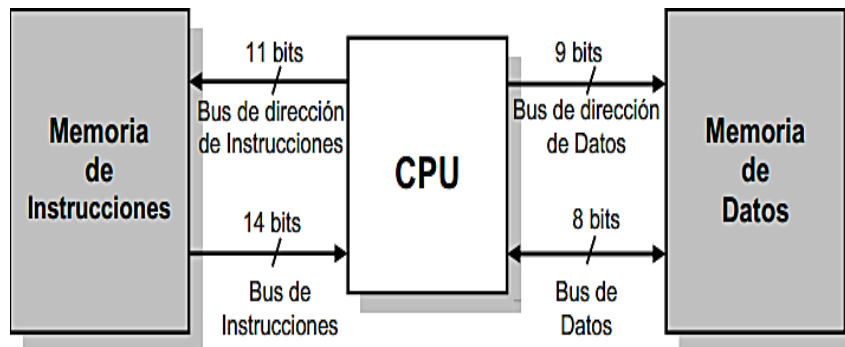 Memoria
de
Instrucciones
11 bits
Bus de dirección
de Instrucciones
14 bits
Bus de
Instrucciones
CPU
9 bits
Bus de dirección
de Datos
8 bits
Bus de
Datos
Memoria
de
Datos